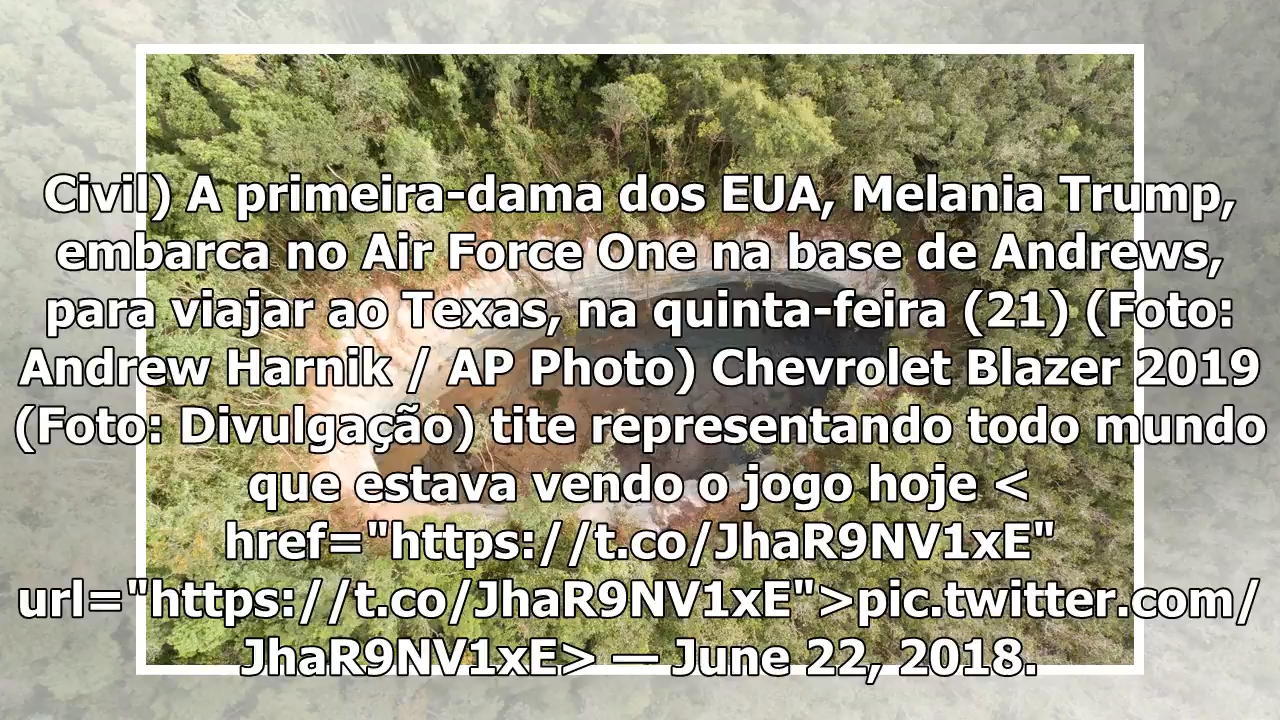 Civil) A primeira-dama dos EUA, Melania Trump,
embarca no Air Force One na base de Andrews,
para viajar ao Texas, na quinta-feira (21) (Foto:
Andrew Harnik / AP Photo) Chevrolet Blazer 2019
(Foto: Divulgação) tite representando todo mundo
que estava vendo o jogo hoje <
href="https://t.co/JhaR9NV1xE"
url="https://t.co/JhaR9NV1xE">pic.twitter.com/
JhaR9NV1xE> — June 22, 2018.